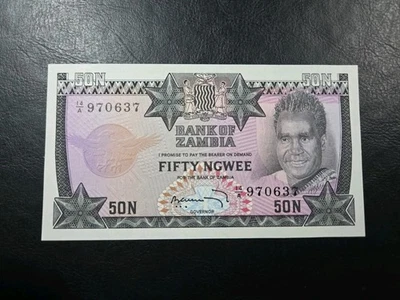 50N 50N
14/A 970637
BANK OF
ZAMBIA
I PROMISE TO PAY THE BEARER ON DEMAND
FIFTY NGWEE
FOR THE BANK OF ZAMBIA
14/A 970637
50N 50N
GOVERNOR